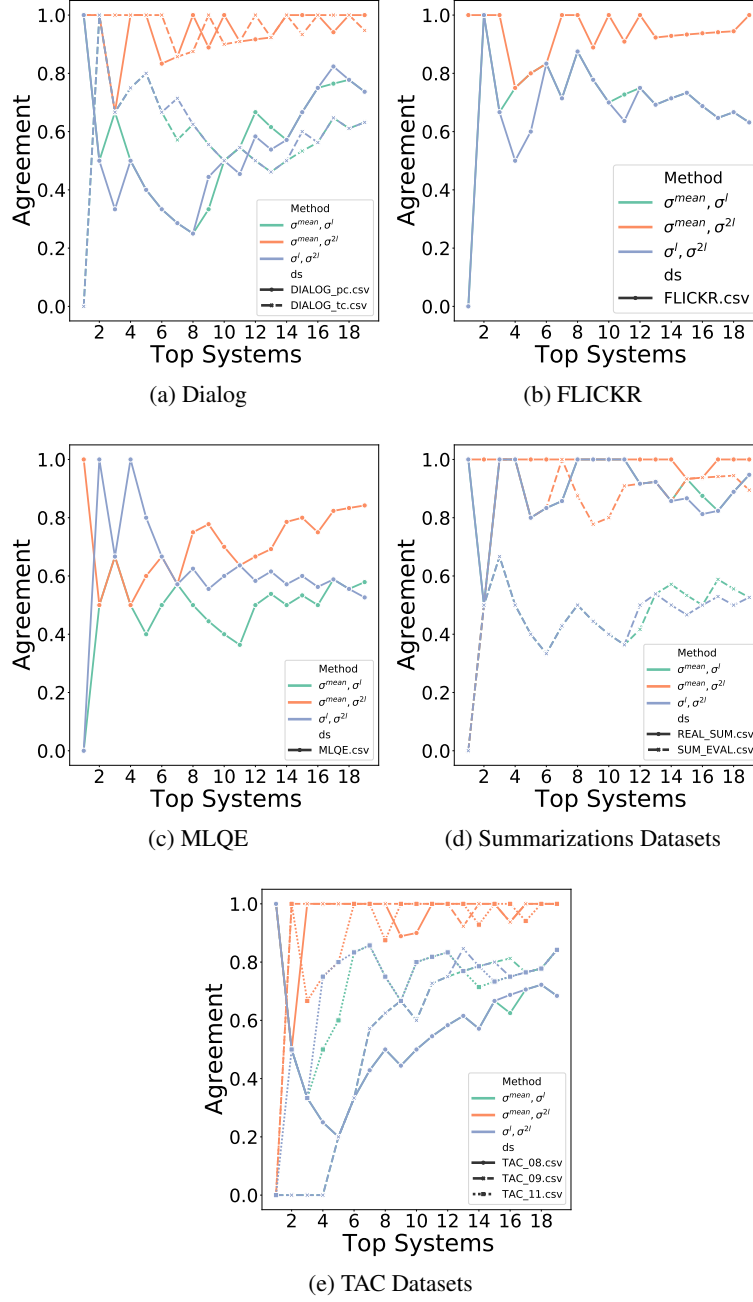 Agreement
1.0
0.8
0.6
0.4
0.2
0.0
2 4 6 8 10 12 14 16 18
Top Systems
Method
σ^mean, σ^l
σ^mean, σ^2l
σ^l, σ^2l
ds
DIALOG_pc.csv
DIALOG_tc.csv
(a) Dialog
Agreement
1.0
0.8
0.6
0.4
0.2
0.0
2 4 6 8 10 12 14 16 18
Top Systems
Method
σ^mean, σ^l
σ^mean, σ^2l
σ^l, σ^2l
ds
FLICKR.csv
(b) FLICKR
Agreement
1.0
0.8
0.6
0.4
0.2
0.0
2 4 6 8 10 12 14 16 18
Top Systems
Method
σ^mean, σ^l
σ^mean, σ^2l
σ^l, σ^2l
ds
MLQE.csv
(c) MLQE
Agreement
1.0
0.8
0.6
0.4
0.2
0.0
2 4 6 8 10 12 14 16 18
Top Systems
Method
σ^mean, σ^l
σ^mean, σ^2l
σ^l, σ^2l
ds
REAL_SUM.csv
SUM_EVAL.csv
(d) Summarizations Datasets
Agreement
1.0
0.8
0.6
0.4
0.2
0.0
2 4 6 8 10 12 14 16 18
Top Systems
Method
σ^mean, σ^l
σ^mean, σ^2l
σ^l, σ^2l
ds
TAC_08.csv
TAC_09.csv
TAC_11.csv
(e) TAC Datasets